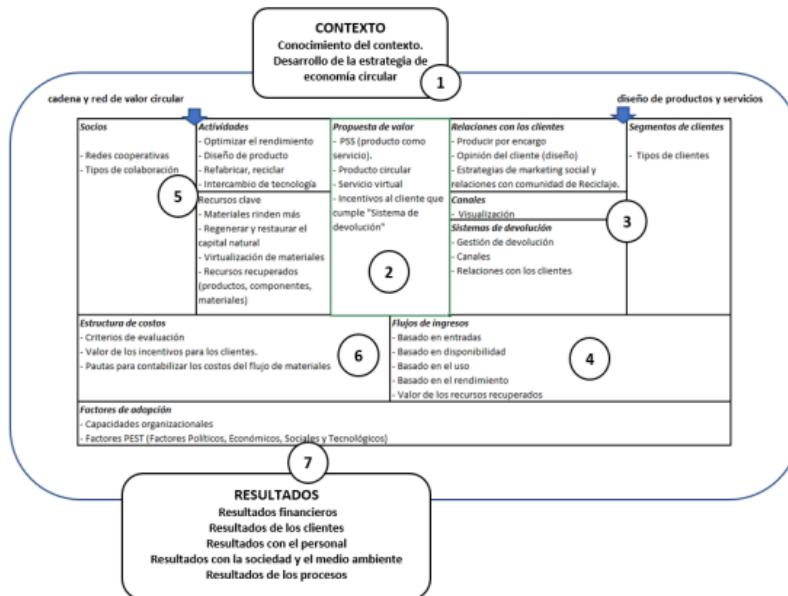 CONTEXTO
Conocimiento del contexto.
Desarrollo de la estrategia de
economía circular
1
cadena y red de valor circular
diseño de productos y servicios
Socios
- Redes cooperativas
- Tipos de colaboración
5
Actividades
- Optimizar el rendimiento
- Diseño de producto
- Refabricar, reciclar
- Intercambio de tecnología
Recursos clave
- Materiales rinden más
- Regenerar y restaurar el
capital natural
- Virtualización de materiales
- Recursos recuperados
(productos, componentes,
materiales)
Propuesta de valor
- PSS (producto como
servicio).
- Producto circular
- Servicio virtual
- Incentivos al cliente que
cumple "Sistema de
devolución"
2
Relaciones con los clientes
- Producir por encargo
- Opinión del cliente (diseño)
- Estrategias de marketing social y
relaciones con comunidad de Reciclaje.
Canales
- Visualización
Sistemas de devolución
- Gestión de devolución
- Canales
- Relaciones con los clientes
3
Segmentos de clientes
- Tipos de clientes
Estructura de costos
- Criterios de evaluación
- Valor de los incentivos para los clientes.
- Pautas para contabilizar los costos del flujo de materiales
6
Flujos de ingresos
- Basado en entradas
- Basado en disponibilidad
- Basado en el uso
- Basado en el rendimiento
- Valor de los recursos recuperados
4
Factores de adopción
- Capacidades organizacionales
- Factores PEST (Factores Políticos, Económicos, Sociales y Tecnológicos)
7
RESULTADOS
Resultados financieros
Resultados de los clientes
Resultados con el personal
Resultados con la sociedad y el medio ambiente
Resultados de los procesos